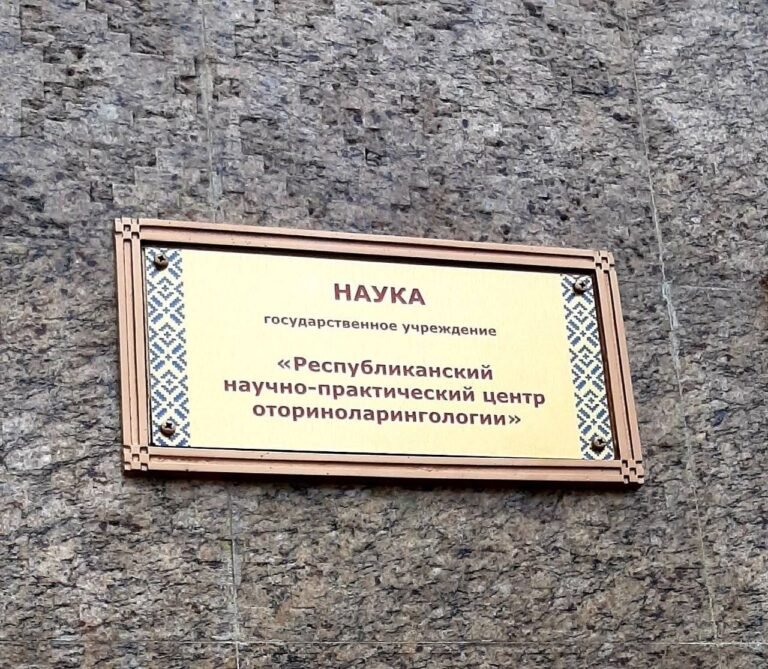 НАУКА
государственное учреждение
«Республиканский
научно-практический центр
оториноларингологии»